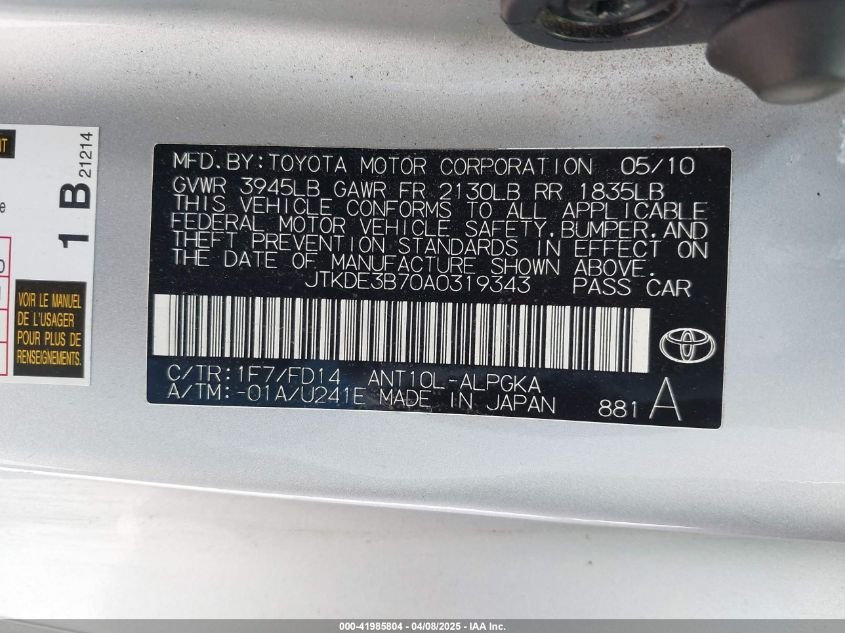 NT
1 B 21214
e
VOIR LE MANUEL
DE L'USAGER
POUR PLUS DE
RENSEIGNEMENTS.
MFD. BY: TOYOTA MOTOR CORPORATION 05/10
GVWR 3945LB GAWR FR 2130LB RR 1835LB
THIS VEHICLE CONFORMS TO ALL APPLICABLE
FEDERAL MOTOR VEHICLE SAFETY, BUMPER, AND
THEFT PREVENTION STANDARDS IN EFFECT ON
THE DATE OF MANUFACTURE SHOWN ABOVE.
JTKDE3B70A0319343 PASS CAR
C/TR: 1F7/FD14 ANT10L-ALPGKA
A/TM: -01A/U241E MADE IN JAPAN
881 A
000-41985804 | 04/08/2025 - IAA Inc.